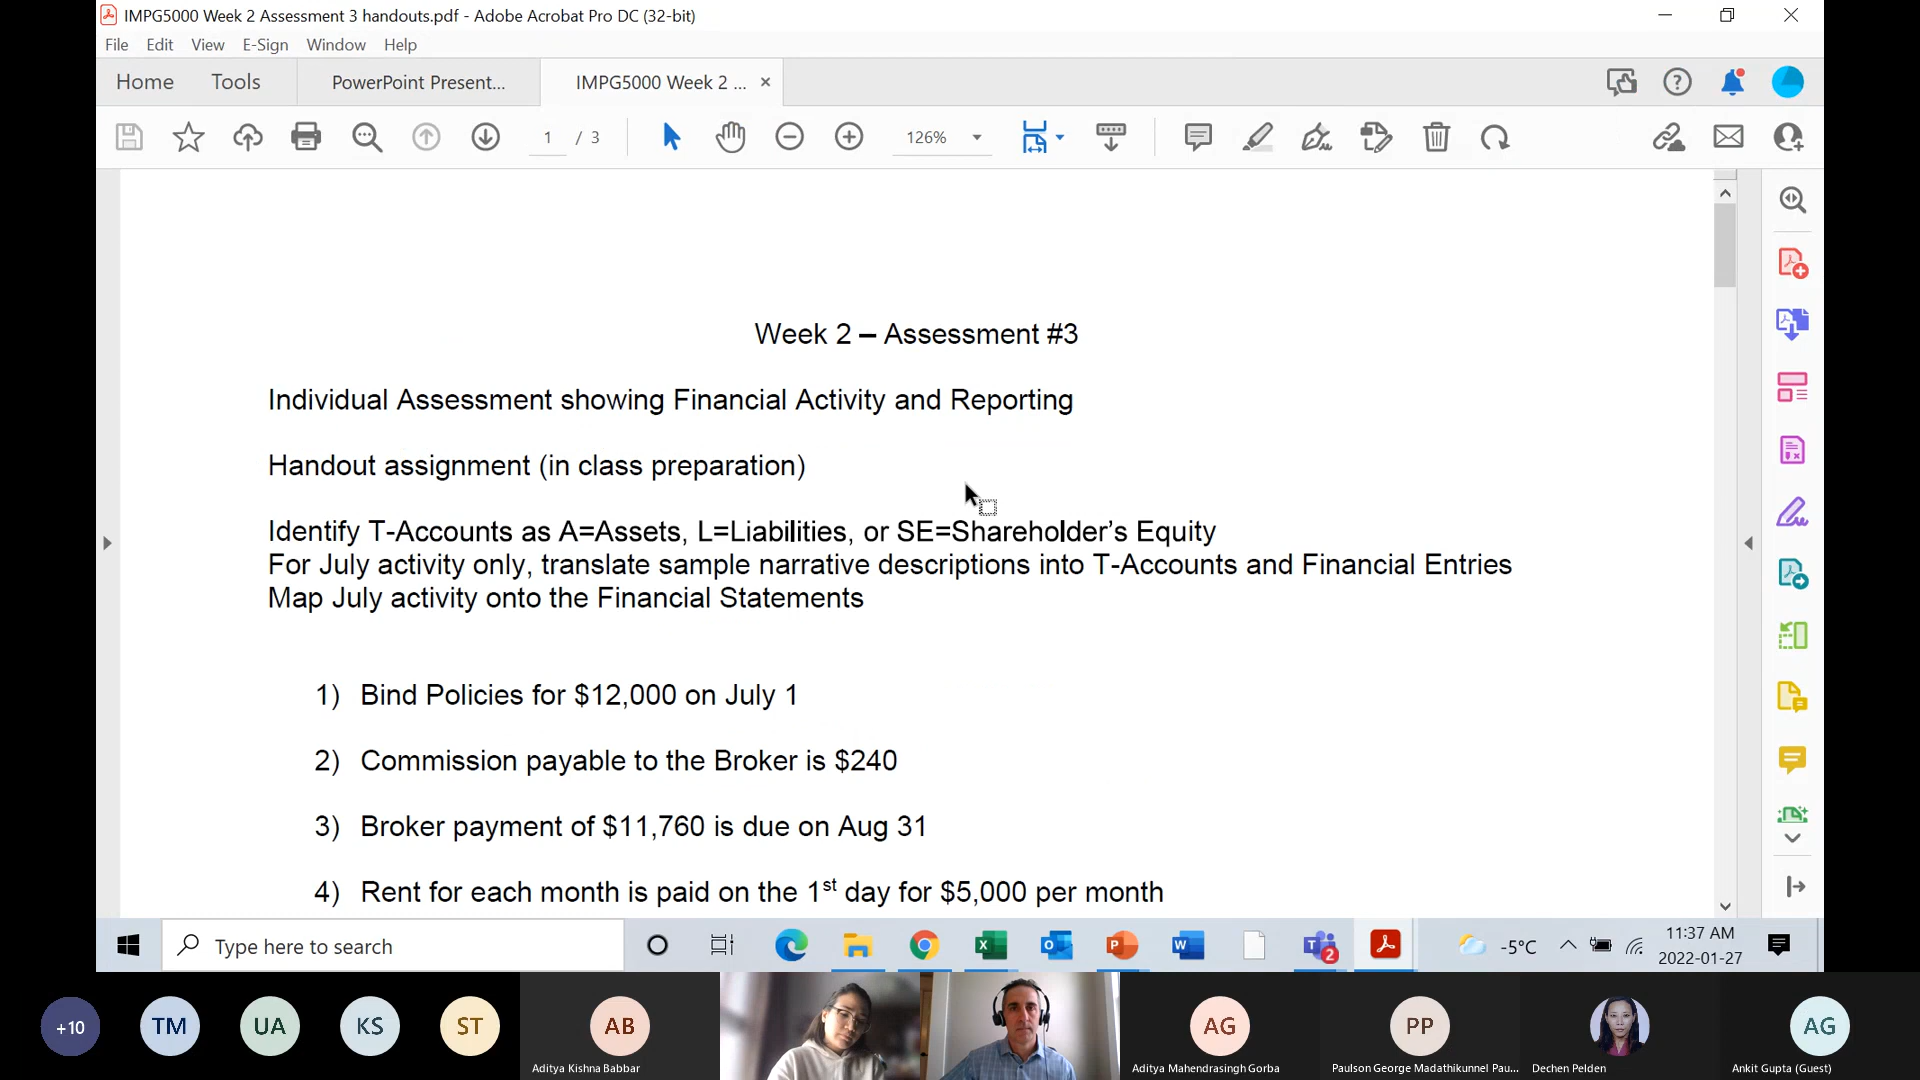 IMPG5000 Week 2 Assessment 3 handouts.pdf - Adobe Acrobat Pro DC (32-bit)
File Edit View E-Sign Window Help
Home Tools PowerPoint Present... IMPG5000 Week 2 ...
1 / 3 126%
Week 2 – Assessment #3
Individual Assessment showing Financial Activity and Reporting
Handout assignment (in class preparation)
Identify T-Accounts as A=Assets, L=Liabilities, or SE=Shareholder’s Equity
For July activity only, translate sample narrative descriptions into T-Accounts and Financial Entries
Map July activity onto the Financial Statements
1) Bind Policies for $12,000 on July 1
2) Commission payable to the Broker is $240
3) Broker payment of $11,760 is due on Aug 31
4) Rent for each month is paid on the 1st day for $5,000 per month
Type here to search
2
-5°C
11:37 AM
2022-01-27
+10 TM UA KS ST AB AG PP AG
Aditya Kishna Babbar Aditya Mahendrasingh Gorba Paulson George Madathikunnel Pau... Dechen Pelden Ankit Gupta (Guest)